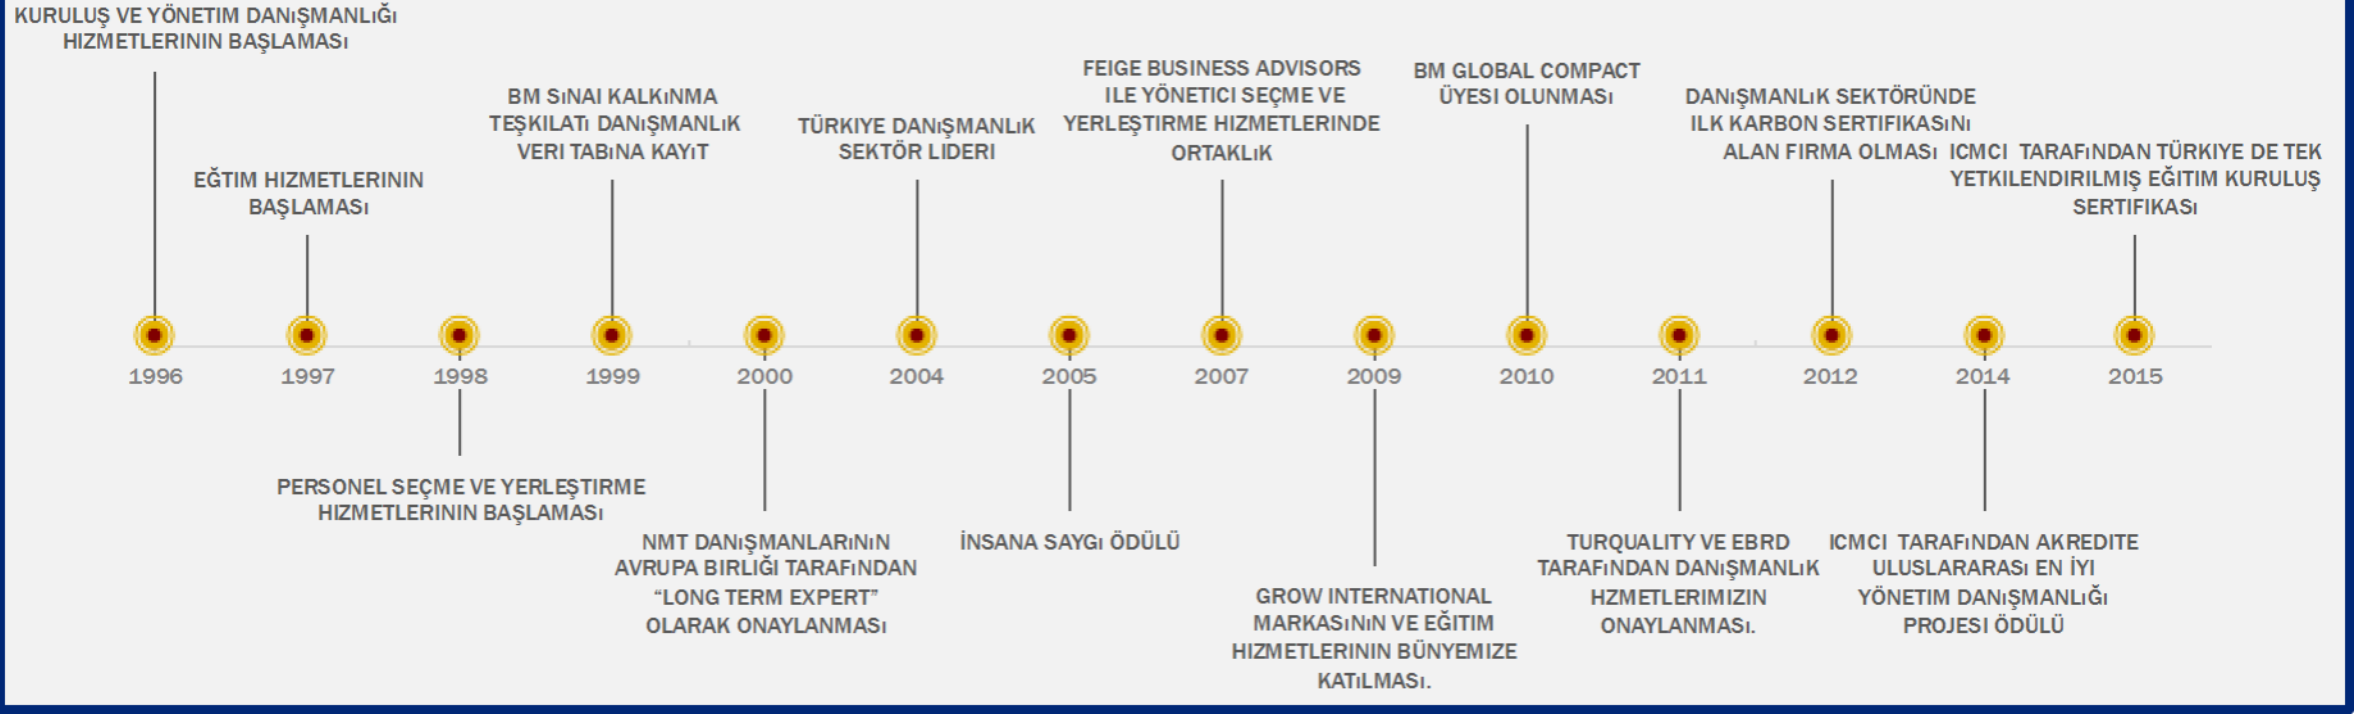 KURULUŞ VE YÖNETIM DANıŞMANLIĞı
HIZMETLERININ BAŞLAMASı
EĞTIM HIZMETLERININ
BAŞLAMASı
BM SıNAI KALKıNMA
TEŞKILATı DANıŞMANLıK
VERI TABıNA KAYıT
TÜRKIYE DANıŞMANLıK
SEKTÖR LIDERI
FEIGE BUSINESS ADVISORS
ILE YÖNETICI SEÇME VE
YERLEŞTIRME HIZMETLERINDE
ORTAKLıK
BM GLOBAL COMPACT
ÜYESI OLUNMASı
DANıŞMANLıK SEKTÖRÜNDE
ILK KARBON SERTIFIKASıNı
ALAN FIRMA OLMASı
ICMCI  TARAFıNDAN TÜRKIYE DE TEK
YETKILENDIRILMIŞ EĞITIM KURULUŞ
SERTIFIKASı
1996 1997 1998 1999 2000 2004 2005 2007 2009 2010 2011 2012 2014 2015
PERSONEL SEÇME VE YERLEŞTIRME
HIZMETLERININ BAŞLAMASı
NMT DANıŞMANLARıNıN
AVRUPA BIRLIĞI TARAFıNDAN
“LONG TERM EXPERT”
OLARAK ONAYLANMASı
İNSANA SAYGı ÖDÜLÜ
GROW INTERNATIONAL
MARKASıNıN VE EĞITIM
HIZMETLERININ BÜNYEMIZE
KATıLMASı.
TURQUALITY VE EBRD
TARAFıNDAN DANıŞMANLıK
HZMETLERIMIZIN
ONAYLANMASı.
ICMCI  TARAFıNDAN AKREDITE
ULUSLARARASı EN İYI
YÖNETIM DANıŞMANLıĞı
PROJESI ÖDÜLÜ